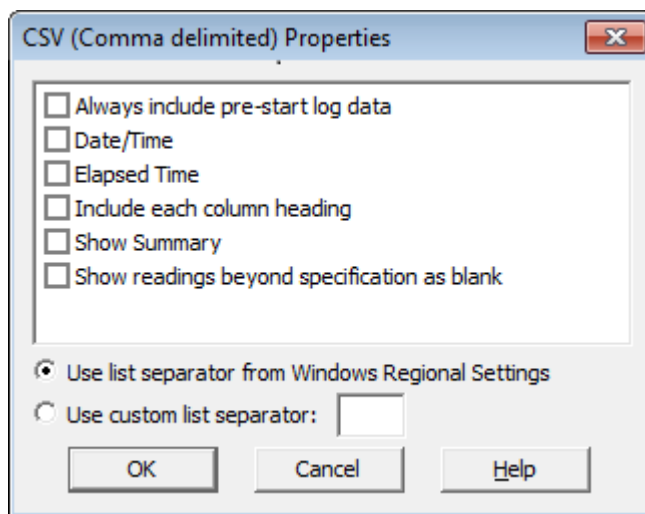 CSV (Comma delimited) Properties
Always include pre-start log data
Date/Time
Elapsed Time
Include each column heading
Show Summary
Show readings beyond specification as blank
Use list separator from Windows Regional Settings
Use custom list separator:
OK Cancel Help